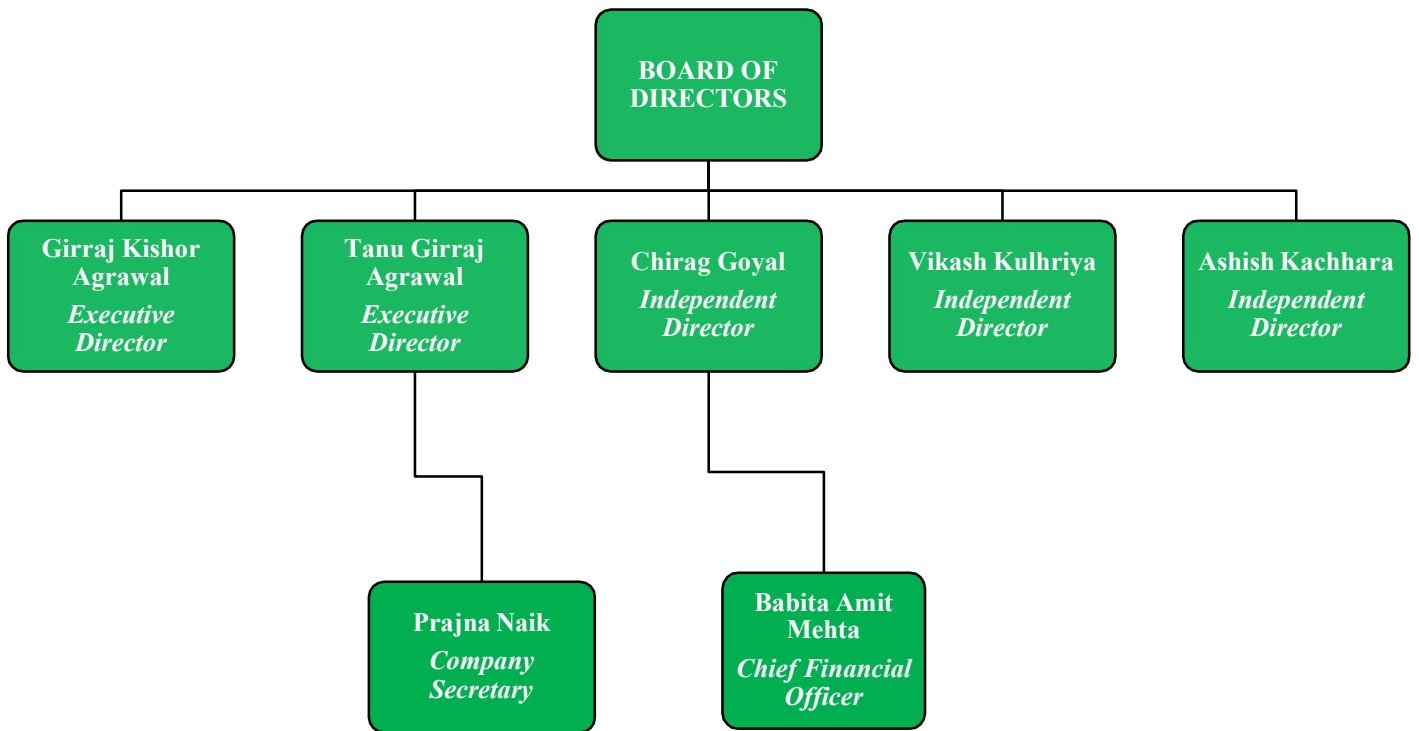 BOARD OF
DIRECTORS
Girraj Kishor
Agrawal
Executive
Director
Tanu Girraj
Agrawal
Executive
Director
Chirag Goyal
Independent
Director
Vikash Kulhriya
Independent
Director
Ashish Kachhara
Independent
Director
Prajna Naik
Company
Secretary
Babita Amit
Mehta
Chief Financial
Officer